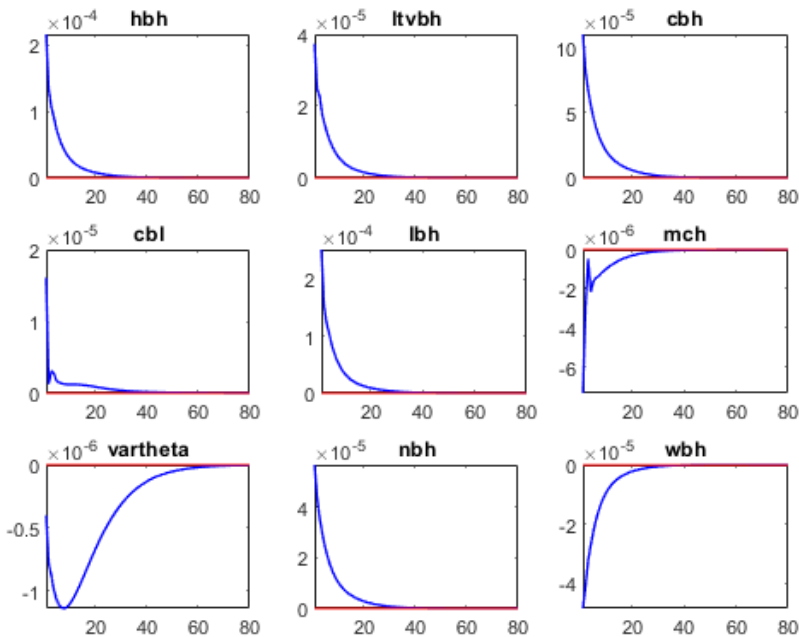 ×10⁻⁴ hbh
2
1
0
20 40 60 80
×10⁻⁵ ltvbh
4
2
0
20 40 60 80
×10⁻⁵ cbh
10
5
0
20 40 60 80
×10⁻⁵ cbl
2
1
0
20 40 60 80
×10⁻⁴ lbh
2
1
0
20 40 60 80
×10⁻⁶ mch
0
-2
-4
-6
20 40 60 80
×10⁻⁶ vartheta
0
-0.5
-1
20 40 60 80
×10⁻⁵ nbh
4
2
0
20 40 60 80
×10⁻⁵ wbh
0
-2
-4
20 40 60 80